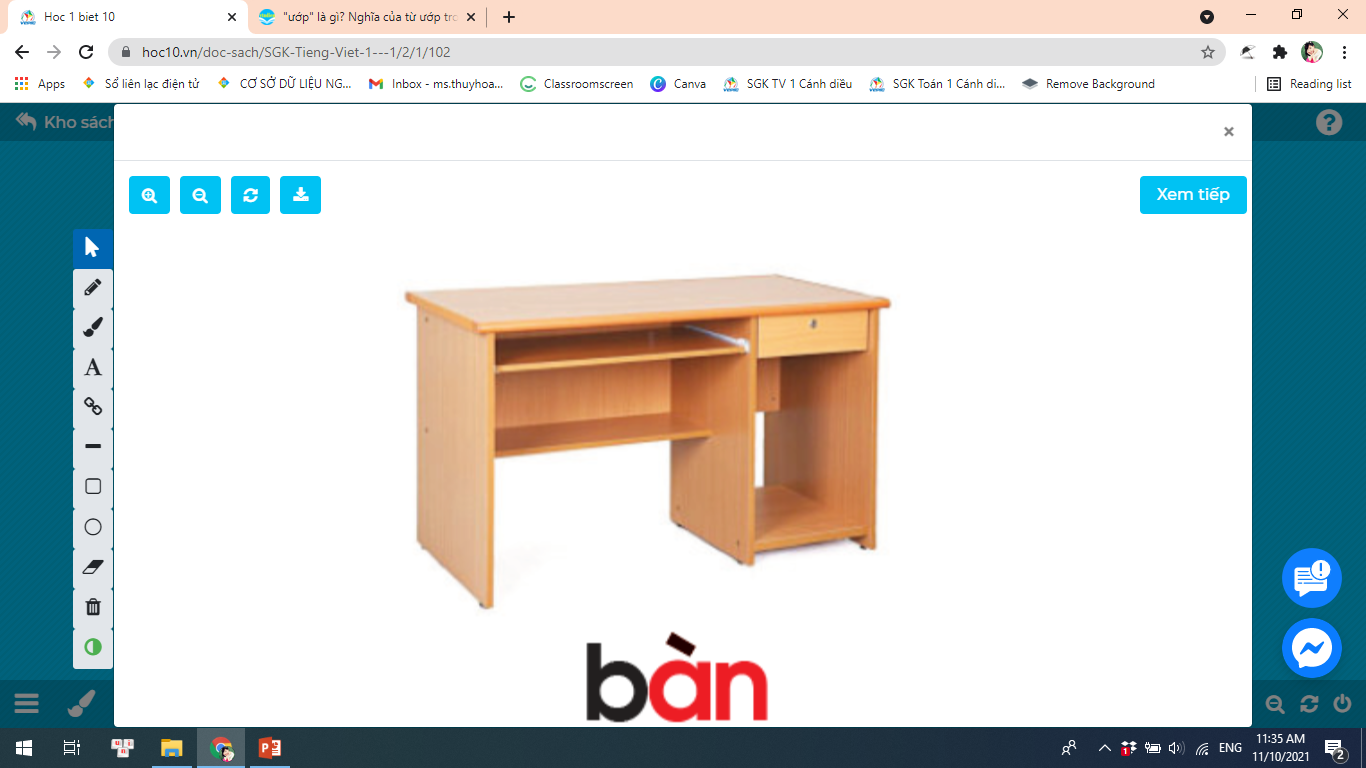 Hoc 1 biet 10
"ướp" là gì? Nghĩa của từ ướp tro
hoc10.vn/doc-sach/SGK-Tieng-Viet-1---1/2/1/102
Apps
Sổ liên lạc điện tử
CƠ SỞ DỮ LIỆU NG...
Inbox - ms.thuyhoa...
Classroomscreen
Canva
SGK TV 1 Cánh diều
SGK Toán 1 Cánh di...
Remove Background
Reading list
Kho sách
Xem tiếp
A
bàn
ENG
11:35 AM
11/10/2021
2